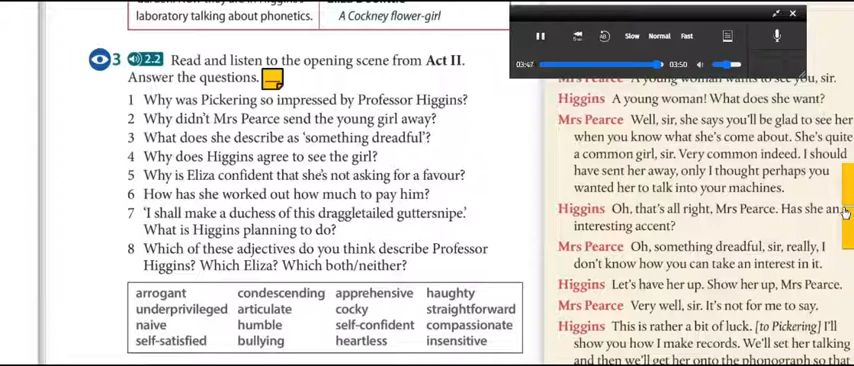 laboratory talking about phonetics.
A Cockney flower-girl
3 2.2 Read and listen to the opening scene from Act II.
Answer the questions.
1 Why was Pickering so impressed by Professor Higgins?
2 Why didn't Mrs Pearce send the young girl away?
3 What does she describe as 'something dreadful'?
4 Why does Higgins agree to see the girl?
5 Why is Eliza confident that she's not asking for a favour?
6 How has she worked out how much to pay him?
7 'I shall make a duchess of this draggletailed guttersnipe.'
What is Higgins planning to do?
8 Which of these adjectives do you think describe Professor
Higgins? Which Eliza? Which both/neither?
arrogant condescending apprehensive haughty
underprivileged articulate cocky straightforward
naive humble self-confident compassionate
self-satisfied bullying heartless insensitive
Slow Normal Fast
03:47 03:50
Mrs Pearce A young woman wants to see you, sir.
Higgins A young woman! What does she want?
Mrs Pearce Well, sir, she says you'll be glad to see her
when you know what she's come about. She's quite
a common girl, sir. Very common indeed. I should
have sent her away, only I thought perhaps you
wanted her to talk into your machines.
Higgins Oh, that's all right, Mrs Pearce. Has she an
interesting accent?
Mrs Pearce Oh, something dreadful, sir, really, I
don't know how you can take an interest in it.
Higgins Let's have her up. Show her up, Mrs Pearce.
Mrs Pearce Very well, sir. It's not for me to say.
Higgins This is rather a bit of luck. [to Pickering] I'll
show you how I make records. We'll set her talking
and then we'll get her onto the phonograph so that